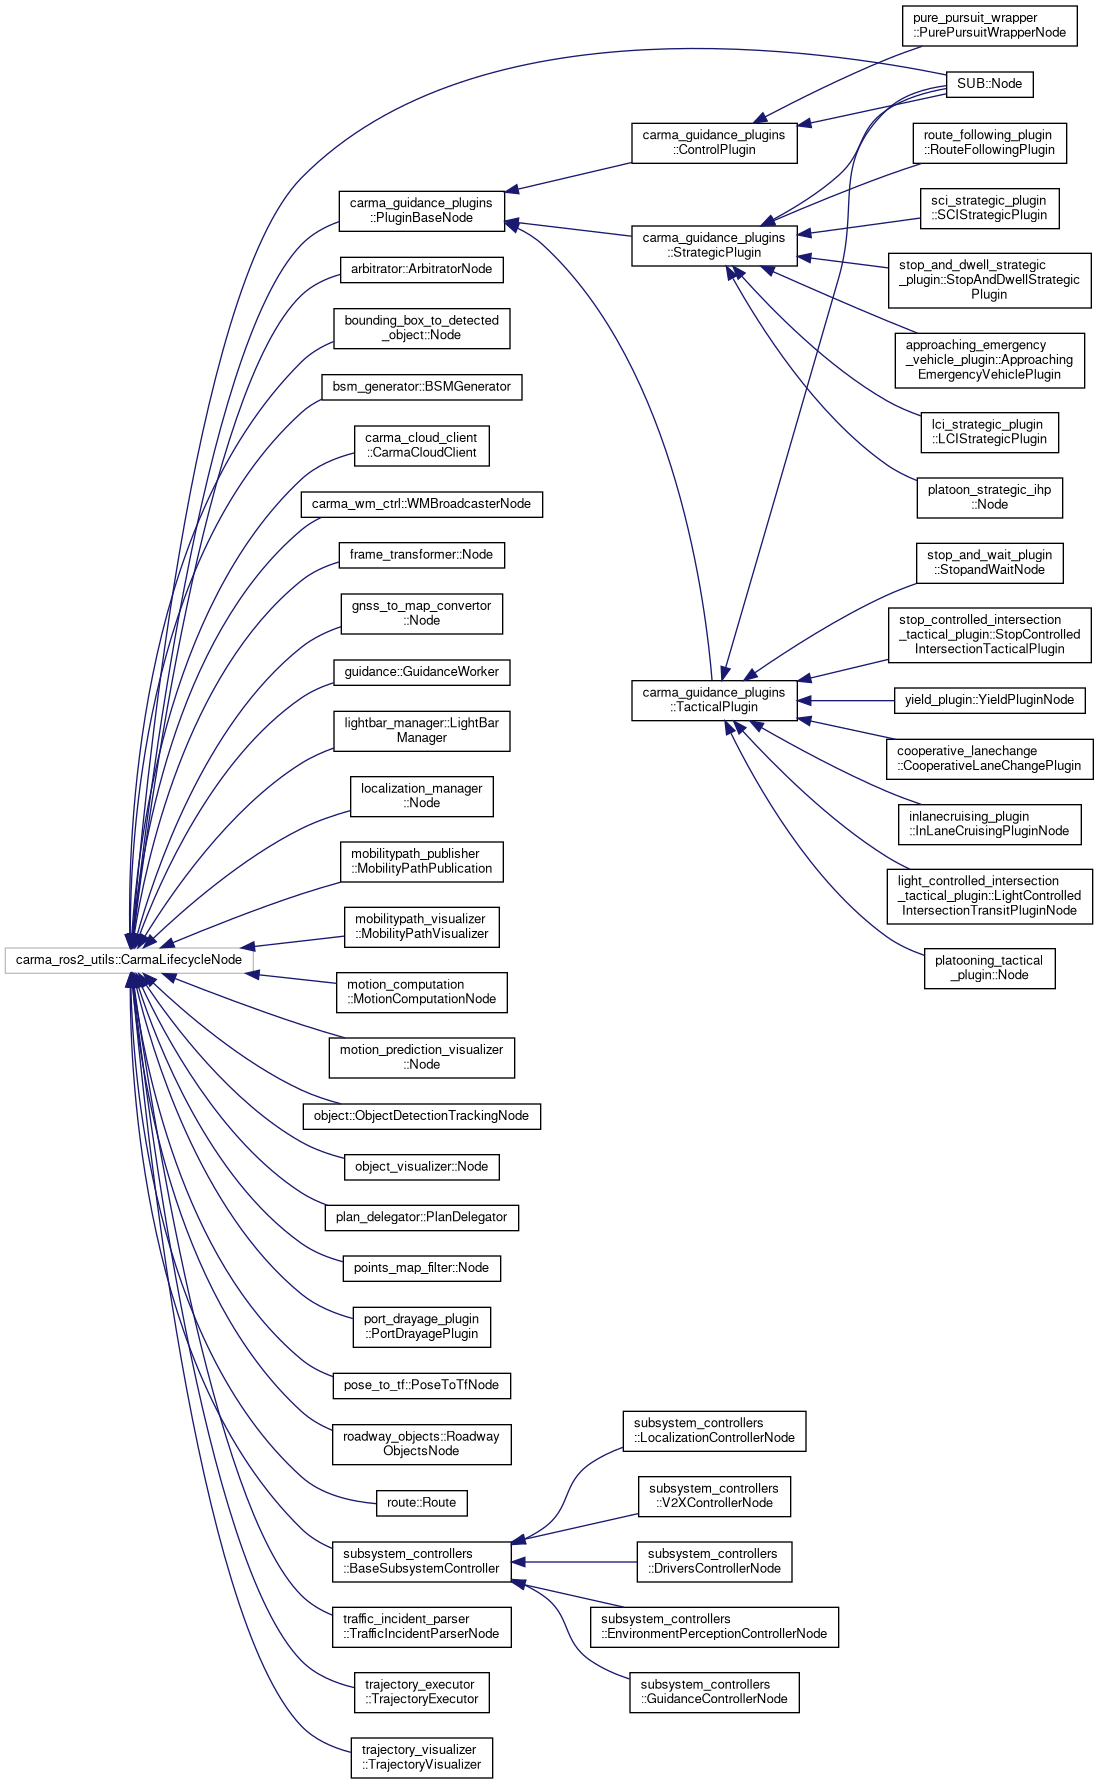 pure_pursuit_wrapper
::PurePursuitWrapperNode
SUB::Node
carma_guidance_plugins
::ControlPlugin
route_following_plugin
::RouteFollowingPlugin
carma_guidance_plugins
::PluginBaseNode
sci_strategic_plugin
::SCIStrategicPlugin
carma_guidance_plugins
::StrategicPlugin
arbitrator::ArbitratorNode
stop_and_dwell_strategic
_plugin::StopAndDwellStrategic
Plugin
bounding_box_to_detected
_object::Node
approaching_emergency
_vehicle_plugin::Approaching
EmergencyVehiclePlugin
bsm_generator::BSMGenerator
lci_strategic_plugin
::LCIStrategicPlugin
carma_cloud_client
::CarmaCloudClient
platoon_strategic_ihp
::Node
carma_wm_ctrl::WMBroadcasterNode
frame_transformer::Node
stop_and_wait_plugin
::StopandWaitNode
gnss_to_map_convertor
::Node
stop_controlled_intersection
_tactical_plugin::StopControlled
IntersectionTacticalPlugin
guidance::GuidanceWorker
carma_guidance_plugins
::TacticalPlugin
yield_plugin::YieldPluginNode
lightbar_manager::LightBar
Manager
cooperative_lanechange
::CooperativeLaneChangePlugin
localization_manager
::Node
inlanecruising_plugin
::InLaneCruisingPluginNode
mobilitypath_publisher
::MobilityPathPublication
light_controlled_intersection
_tactical_plugin::LightControlled
IntersectionTransitPluginNode
mobilitypath_visualizer
::MobilityPathVisualizer
carma_ros2_utils::CarmaLifecycleNode
platooning_tactical
_plugin::Node
motion_computation
::MotionComputationNode
motion_prediction_visualizer
::Node
object::ObjectDetectionTrackingNode
object_visualizer::Node
plan_delegator::PlanDelegator
points_map_filter::Node
port_drayage_plugin
::PortDrayagePlugin
pose_to_tf::PoseToTfNode
roadway_objects::Roadway
ObjectsNode
subsystem_controllers
::LocalizationControllerNode
route::Route
subsystem_controllers
::V2XControllerNode
subsystem_controllers
::BaseSubsystemController
subsystem_controllers
::DriversControllerNode
traffic_incident_parser
::TrafficIncidentParserNode
subsystem_controllers
::EnvironmentPerceptionControllerNode
trajectory_executor
::TrajectoryExecutor
subsystem_controllers
::GuidanceControllerNode
trajectory_visualizer
::TrajectoryVisualizer